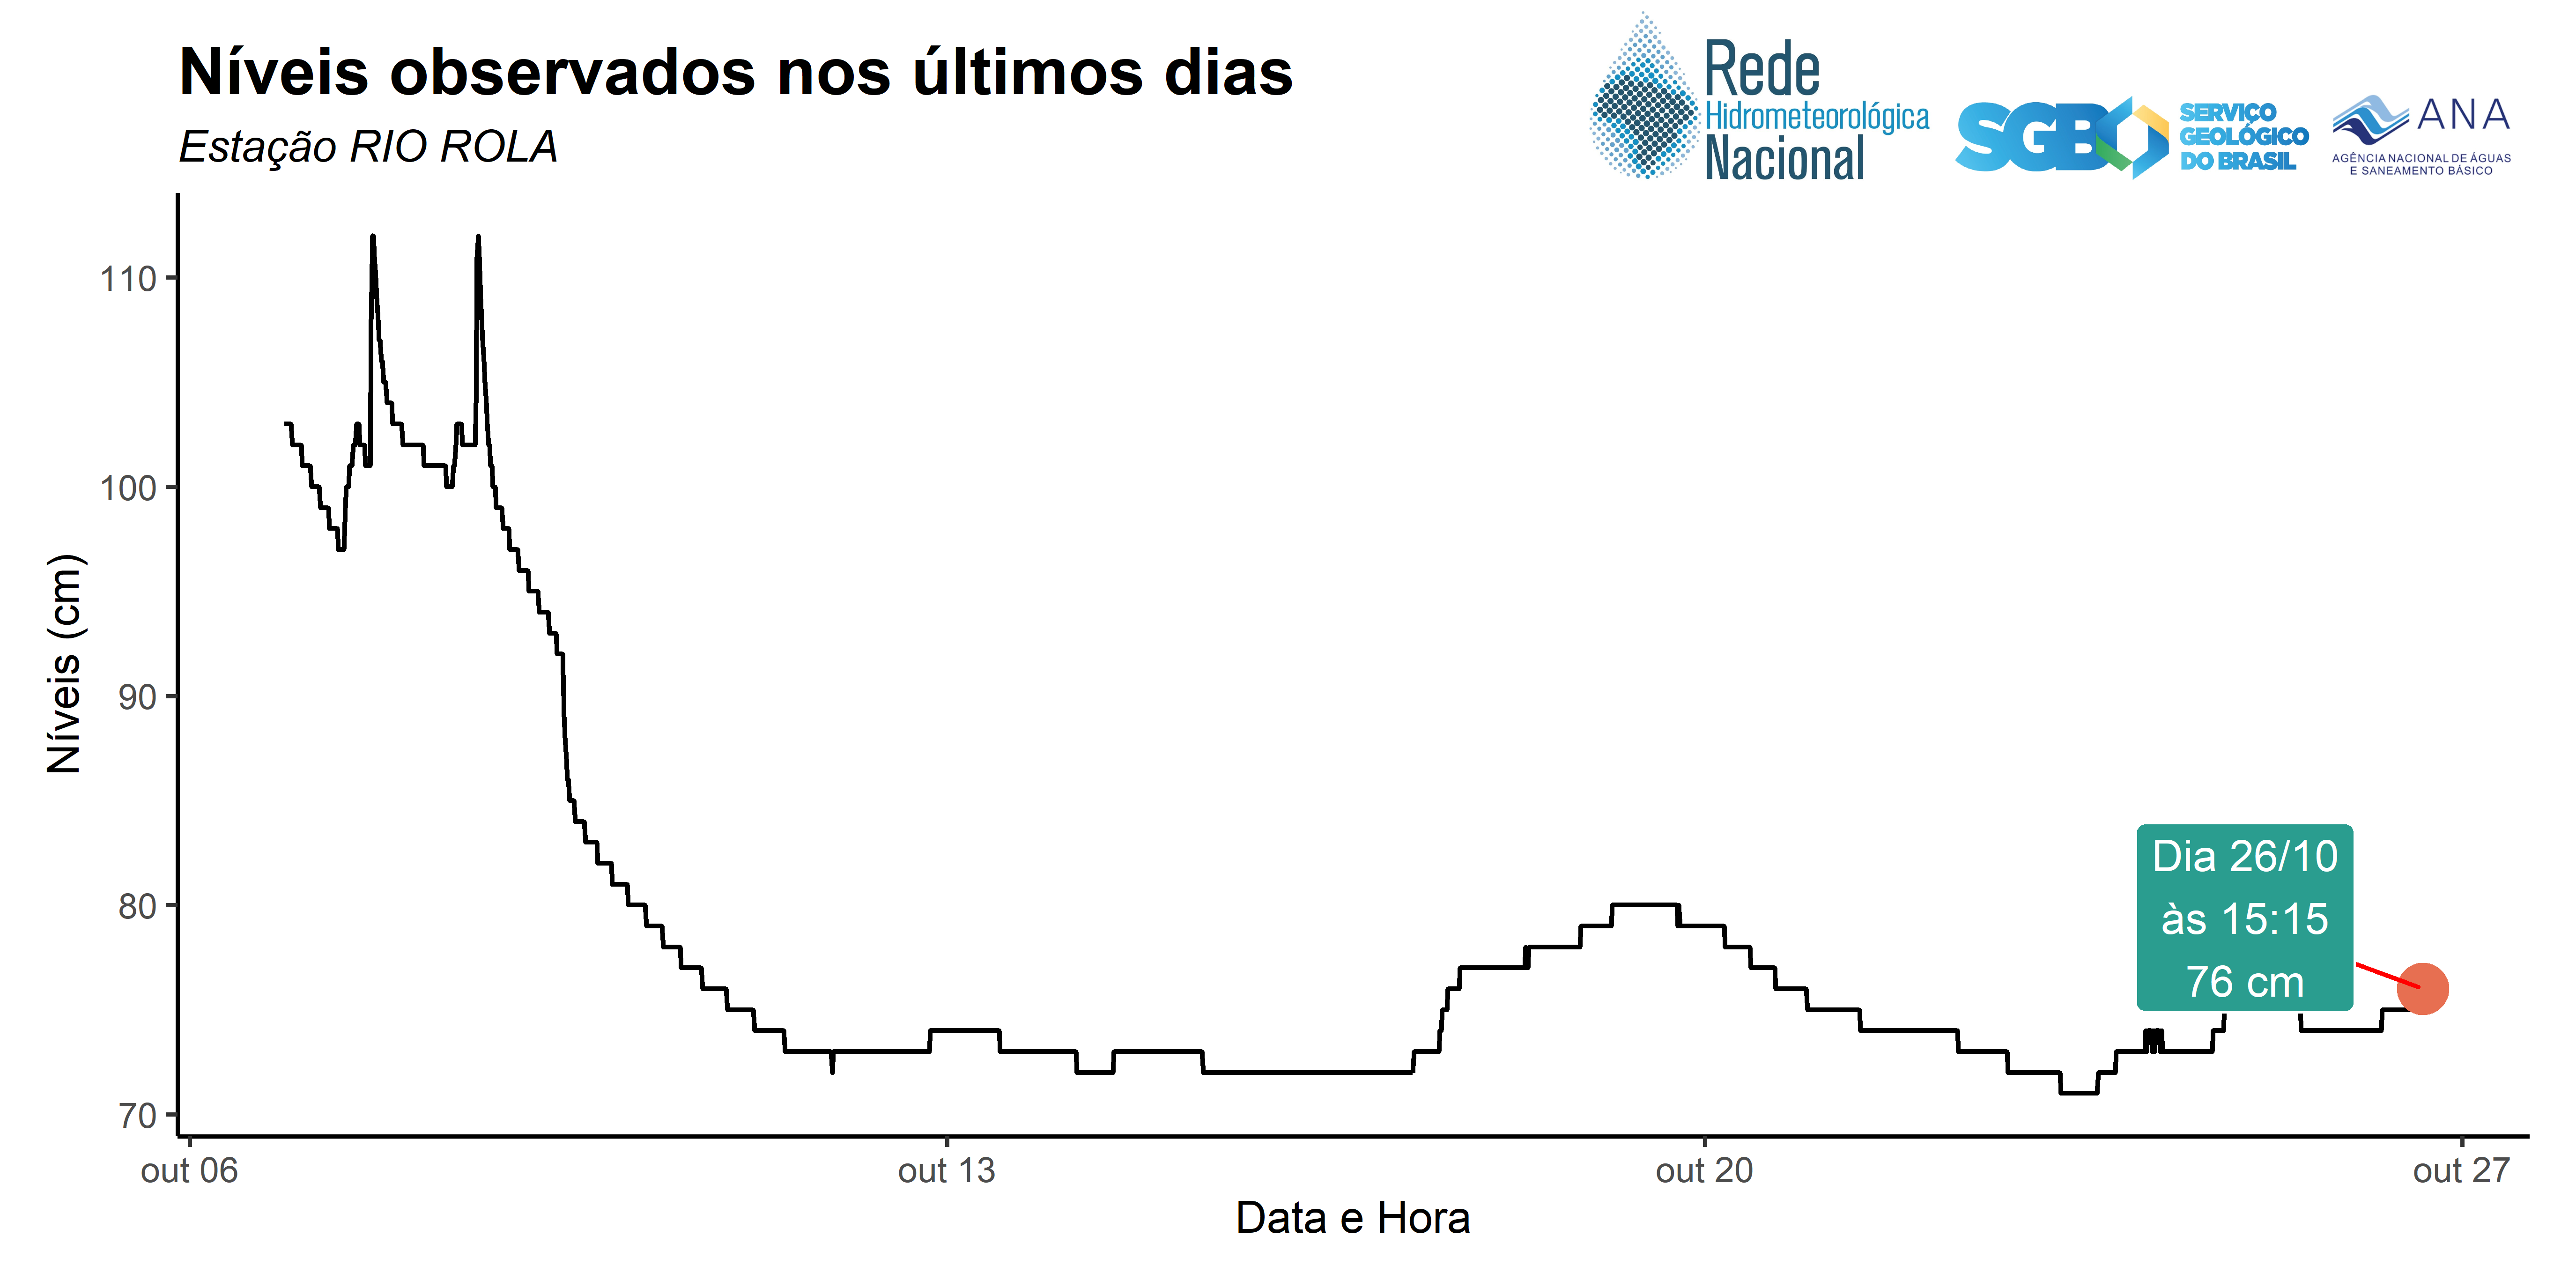 Níveis observados nos últimos dias
Estação RIO ROLA
Rede
Hidrometeorológica
Nacional
SGB
SERVIÇO
GEOLÓGICO
DO BRASIL
ANA
AGÊNCIA NACIONAL DE ÁGUAS
E SANEAMENTO BÁSICO
Níveis (cm)
110
100
90
80
70
Dia 26/10
às 15:15
76 cm
out 06
out 13
out 20
out 27
Data e Hora